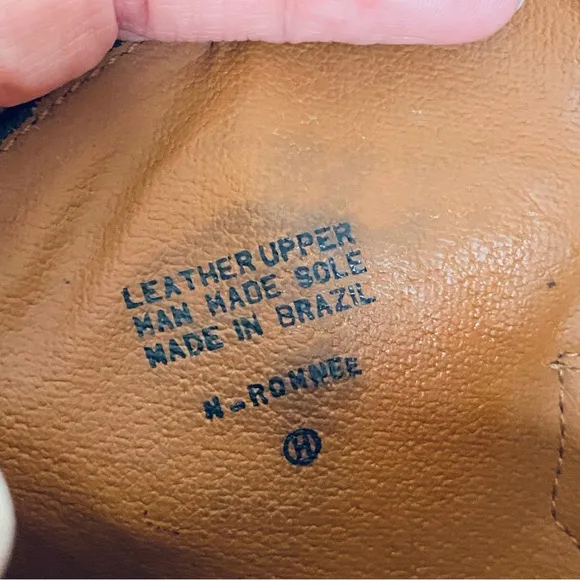 LEATHER UPPER
MAN MADE SOLE
MADE IN BRAZIL
N-ROMNEE
H